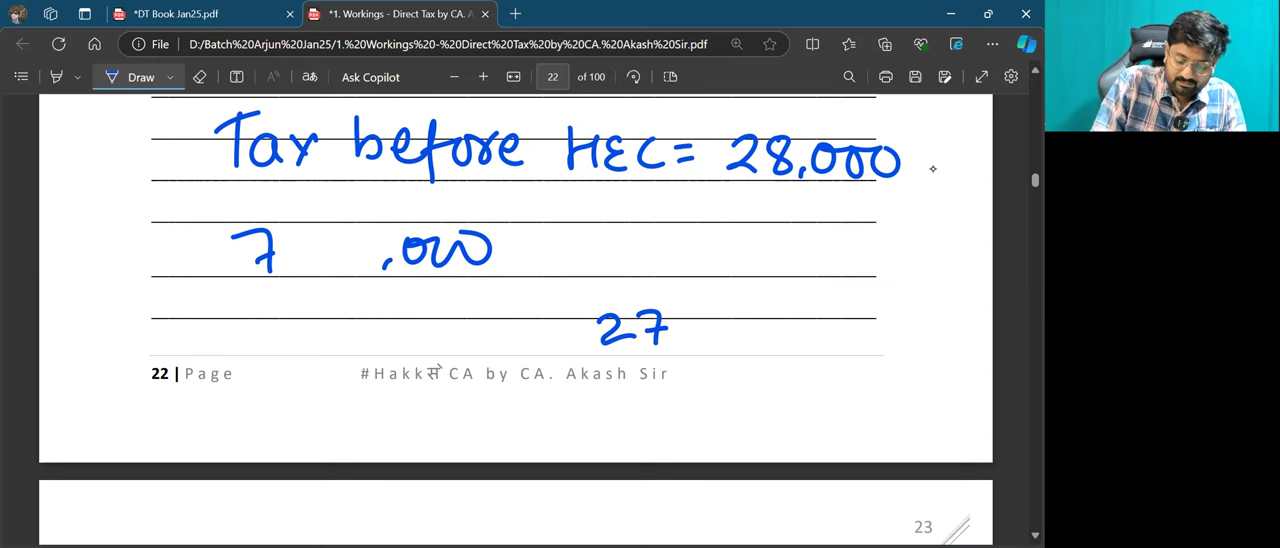 *DT Book Jan25.pdf
*1. Workings - Direct Tax by CA. A
File
D:/Batch%20Arjun%20Jan25/1.%20Workings%20-%20Direct%20Tax%20by%20CA.%20Akash%20Sir.pdf
Draw
aあ
Ask Copilot
22 of 100
Tax before HEC = 28,000
7 ,000
27
22 | Page
#Hakkसे CA by CA. Akash Sir
23